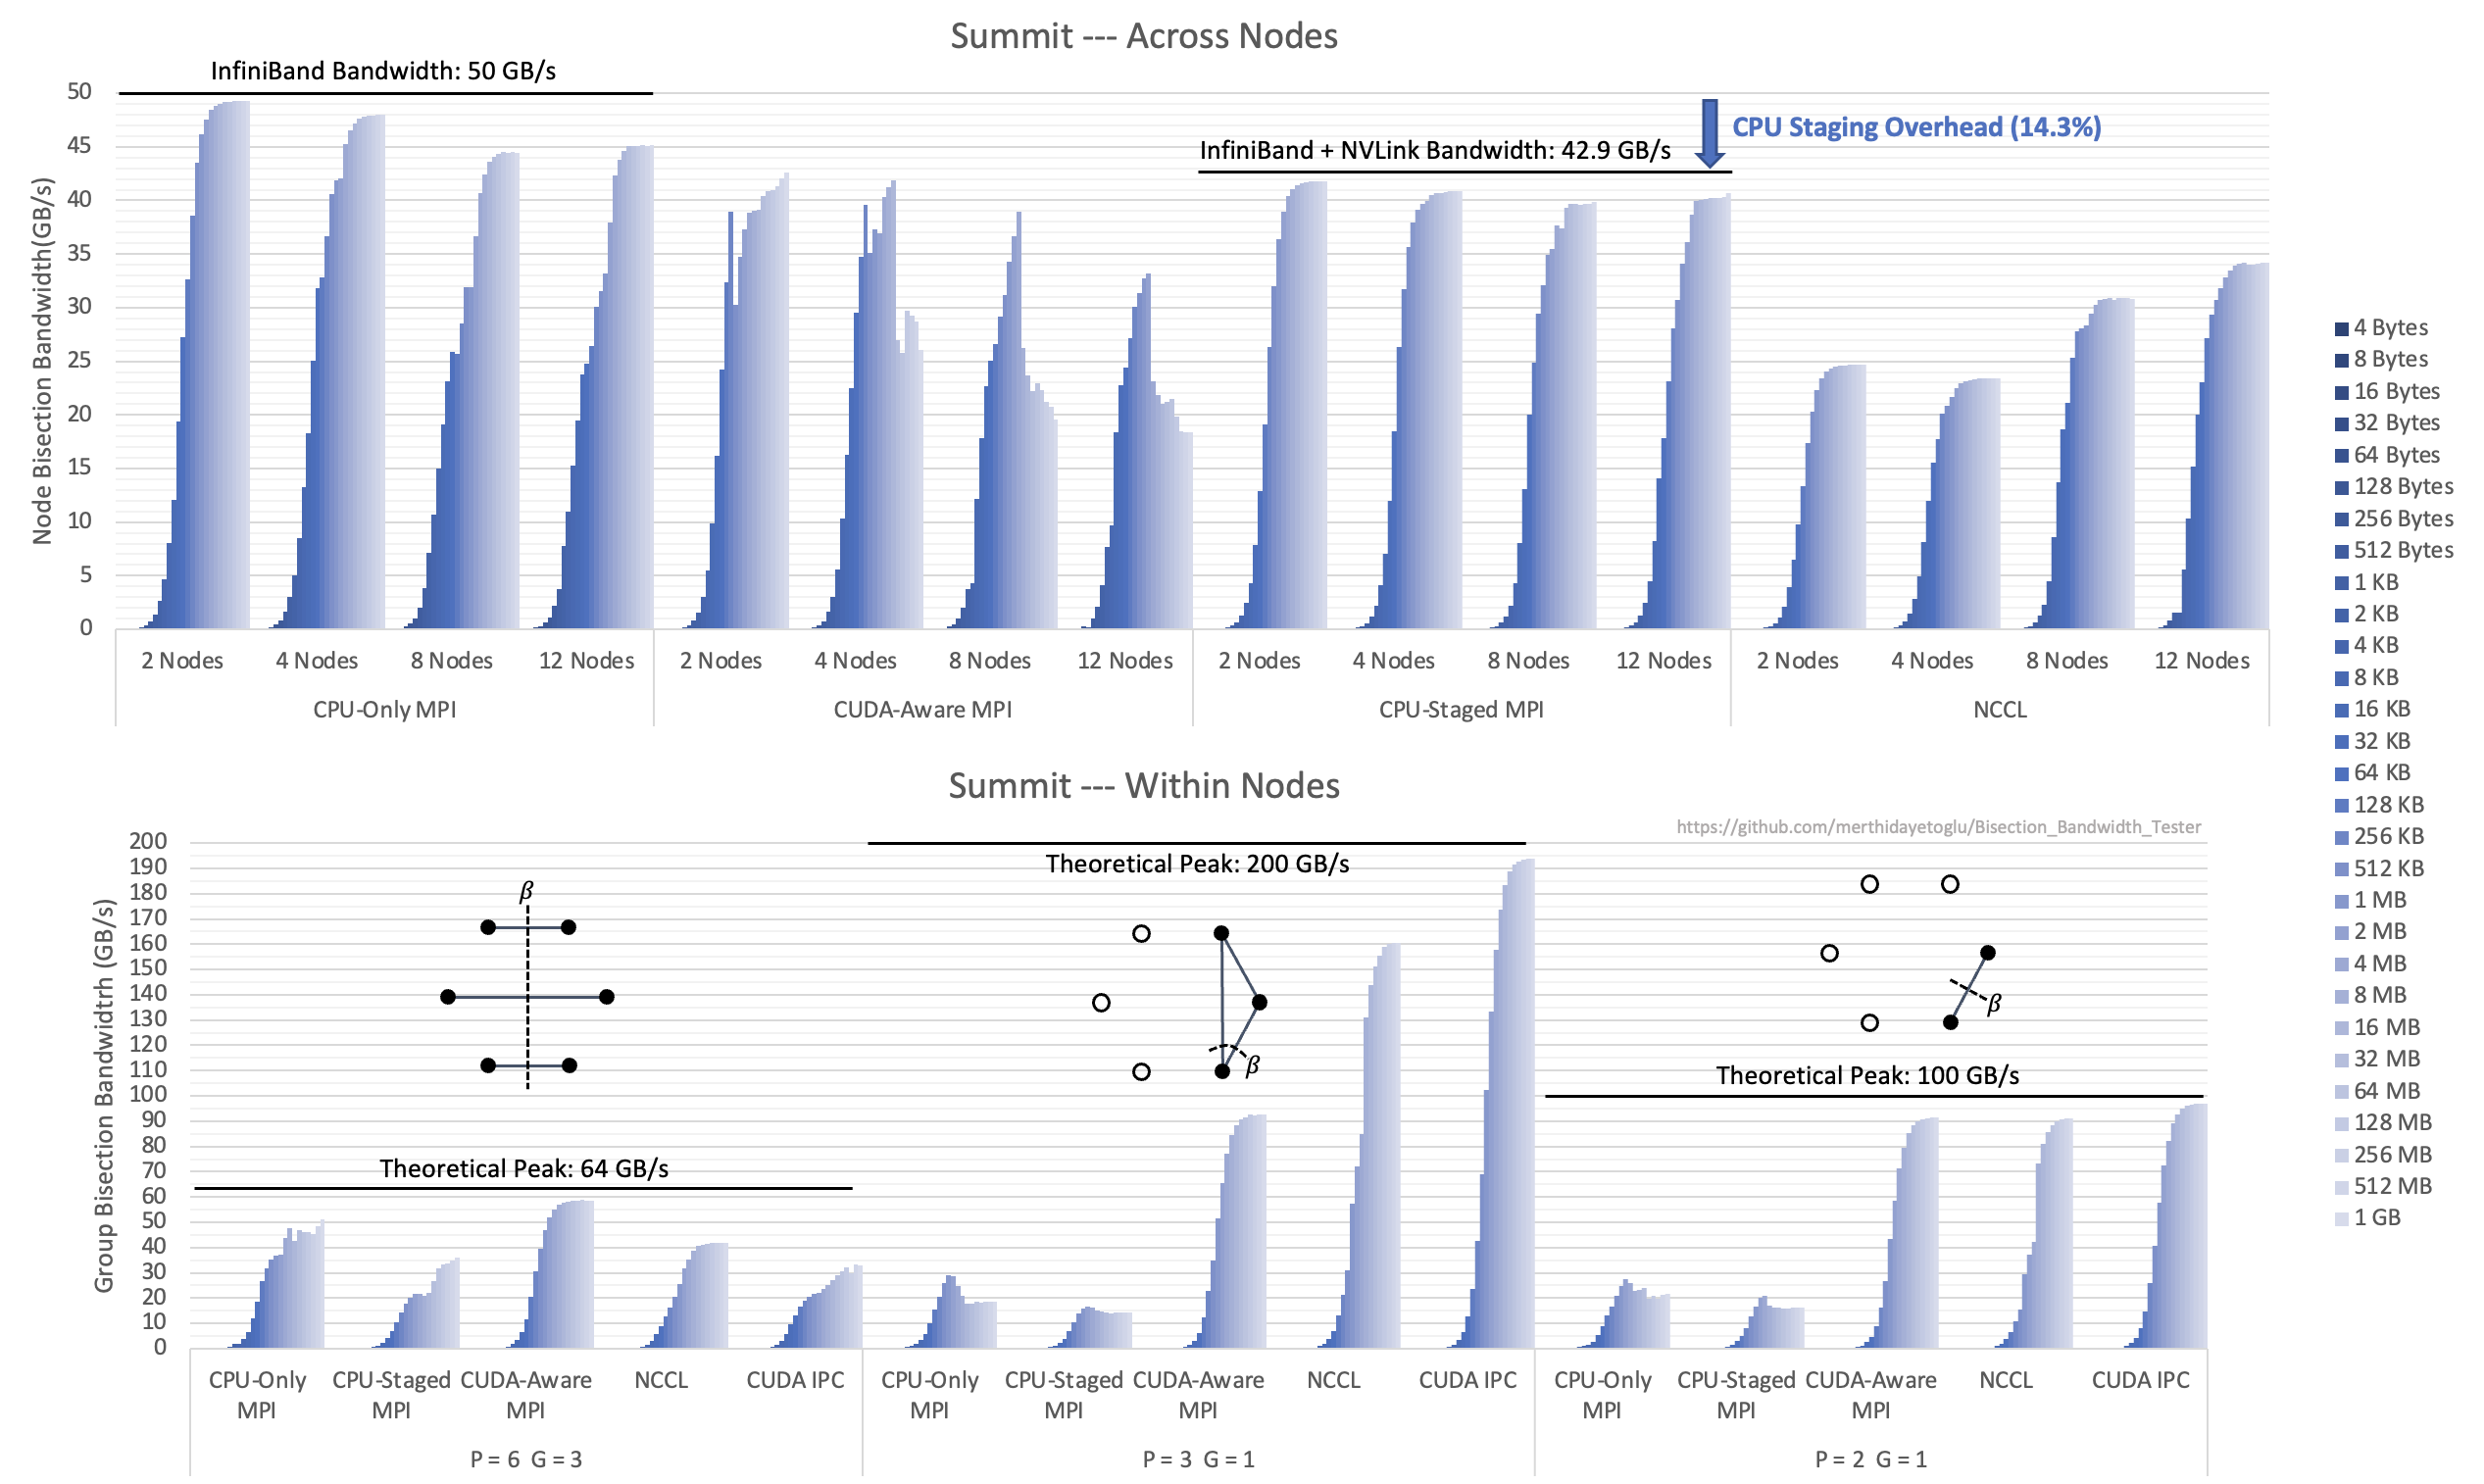 Summit --- Across Nodes
InfiniBand Bandwidth: 50 GB/s
CPU Staging Overhead (14.3%)
InfiniBand + NVLink Bandwidth: 42.9 GB/s
Node Bisection Bandwidth(GB/s)
50
45
40
35
30
25
20
15
10
5
0
2 Nodes 4 Nodes 8 Nodes 12 Nodes 2 Nodes 4 Nodes 8 Nodes 12 Nodes 2 Nodes 4 Nodes 8 Nodes 12 Nodes 2 Nodes 4 Nodes 8 Nodes 12 Nodes
CPU-Only MPI CUDA-Aware MPI CPU-Staged MPI NCCL
4 Bytes
8 Bytes
16 Bytes
32 Bytes
64 Bytes
128 Bytes
256 Bytes
512 Bytes
1 KB
2 KB
4 KB
8 KB
16 KB
32 KB
64 KB
128 KB
256 KB
512 KB
1 MB
2 MB
4 MB
8 MB
16 MB
32 MB
64 MB
128 MB
256 MB
512 MB
1 GB
Summit --- Within Nodes
https://github.com/merthidayetoglu/Bisection_Bandwidth_Tester
Group Bisection Bandwidtrh (GB/s)
200
190
180
170
160
150
140
130
120
110
100
90
80
70
60
50
40
30
20
10
0
Theoretical Peak: 200 GB/s
β
β
β
Theoretical Peak: 100 GB/s
Theoretical Peak: 64 GB/s
CPU-Only CPU-Staged CUDA-Aware NCCL CUDA IPC CPU-Only CPU-Staged CUDA-Aware NCCL CUDA IPC CPU-Only CPU-Staged CUDA-Aware NCCL CUDA IPC
MPI MPI MPI MPI MPI MPI MPI MPI MPI
P = 6 G = 3 P = 3 G = 1 P = 2 G = 1